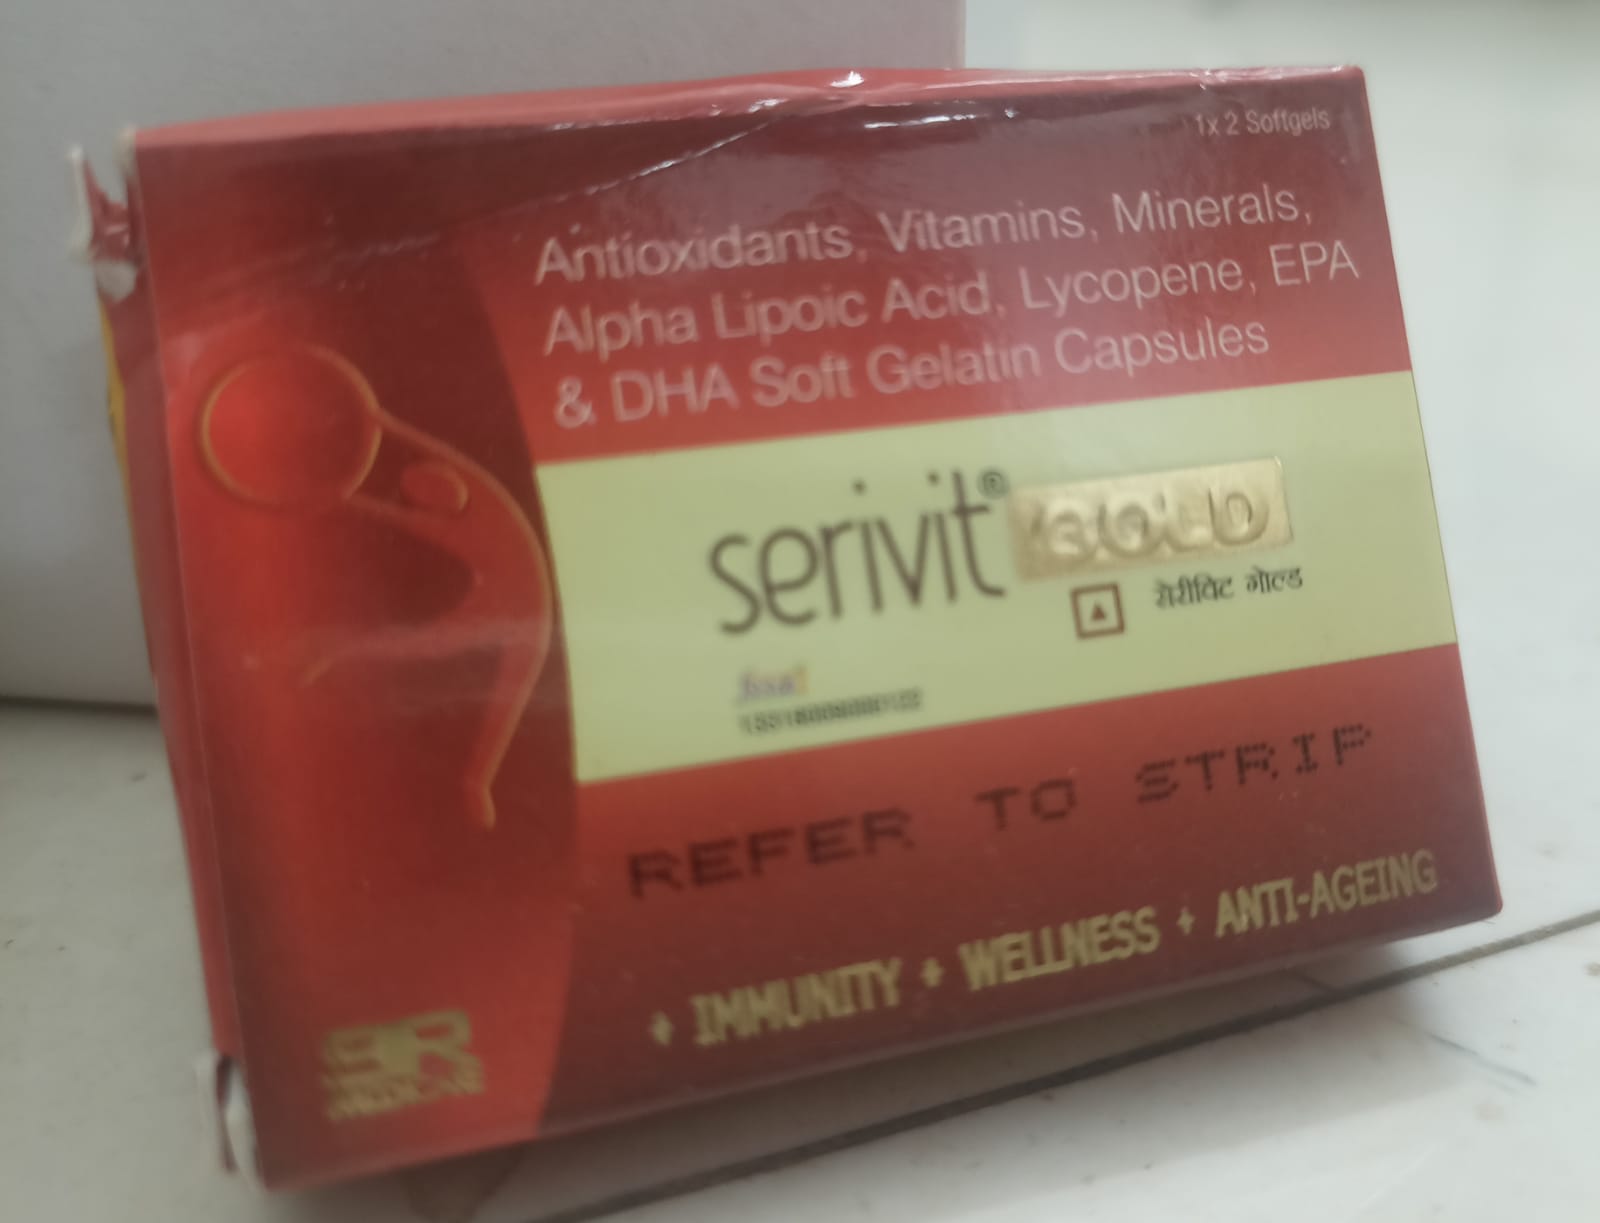 1x 2 Softgels
Antioxidants, Vitamins, Minerals,
Alpha Lipoic Acid, Lycopene, EPA
& DHA Soft Gelatin Capsules
serivit® GOLD
सेरीविट गोल्ड
REFER TO STRIP
+ IMMUNITY + WELLNESS + ANTI-AGEING
MEDICARE